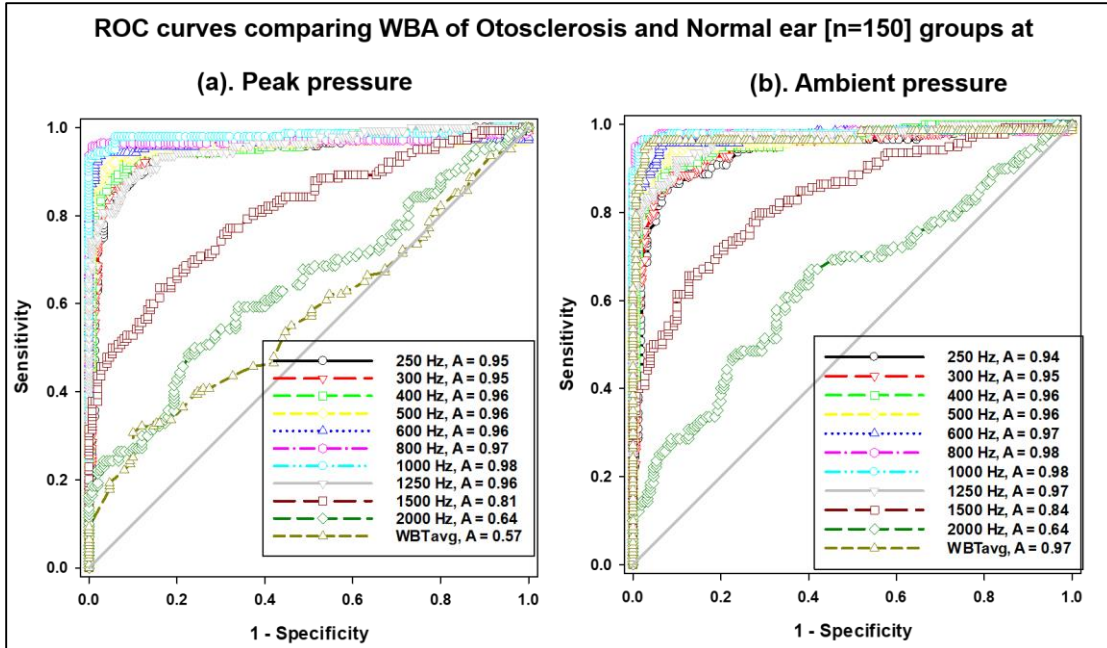 ROC curves comparing WBA of Otosclerosis and Normal ear [n=150] groups at
(a). Peak pressure
Sensitivity
1.0
0.8
0.6
0.4
0.2
0.0
250 Hz, A = 0.95
300 Hz, A = 0.95
400 Hz, A = 0.96
500 Hz, A = 0.96
600 Hz, A = 0.96
800 Hz, A = 0.97
1000 Hz, A = 0.98
1250 Hz, A = 0.96
1500 Hz, A = 0.81
2000 Hz, A = 0.64
WBTavg, A = 0.57
0.0 0.2 0.4 0.6 0.8 1.0
1 - Specificity
(b). Ambient pressure
Sensitivity
1.0
0.8
0.6
0.4
0.2
0.0
250 Hz, A = 0.94
300 Hz, A = 0.95
400 Hz, A = 0.96
500 Hz, A = 0.96
600 Hz, A = 0.97
800 Hz, A = 0.98
1000 Hz, A = 0.98
1250 Hz, A = 0.97
1500 Hz, A = 0.84
2000 Hz, A = 0.64
WBTavg, A = 0.97
0.0 0.2 0.4 0.6 0.8 1.0
1 - Specificity